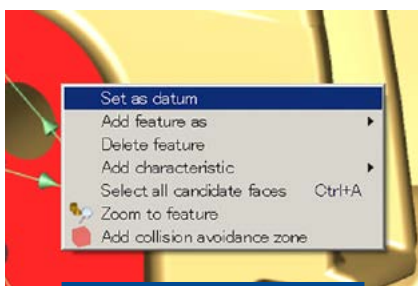 Set as datum
Add feature as
Delete feature
Add characteristic
Select all candidate faces Ctrl+A
Zoom to feature
Add collision avoidance zone